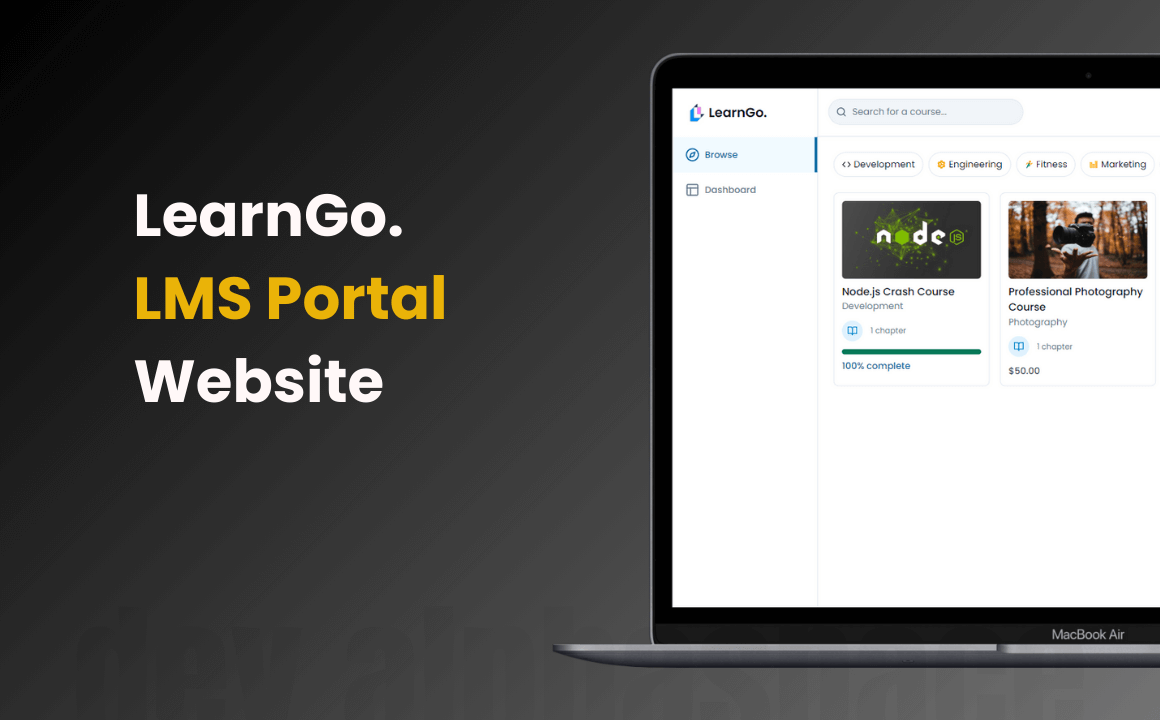 LearnGo.
LMS Portal
Website
LearnGo.
Search for a course...
Browse
Dashboard
Development
Engineering
Fitness
Marketing
node JS
Node.js Crash Course
Development
1 chapter
100% complete
Professional Photography
Course
Photography
1 chapter
$50.00
MacBook Air